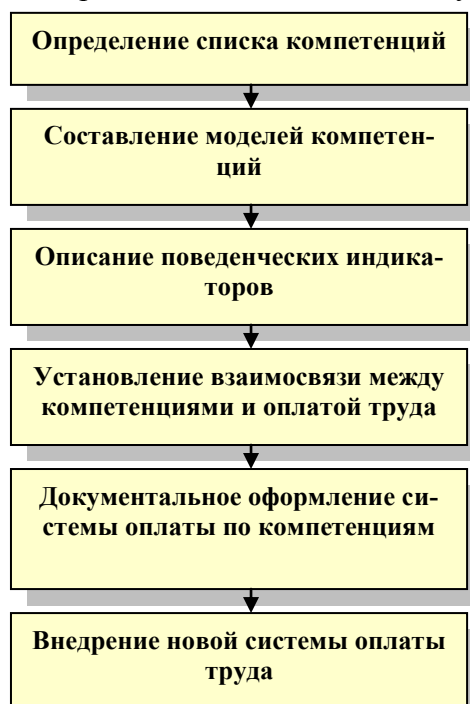 Определение списка компетенций
Составление моделей компетен-
ций
Описание поведенческих индика-
торов
Установление взаимосвязи между
компетенциями и оплатой труда
Документальное оформление си-
стемы оплаты по компетенциям
Внедрение новой системы оплаты
труда